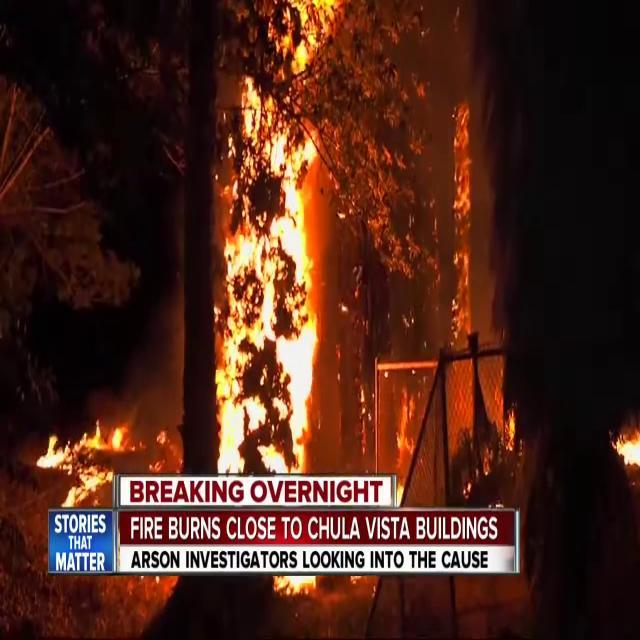 BREAKING OVERNIGHT
STORIES
THAT
MATTER
FIRE BURNS CLOSE TO CHULA VISTA BUILDINGS
ARSON INVESTIGATORS LOOKING INTO THE CAUSE